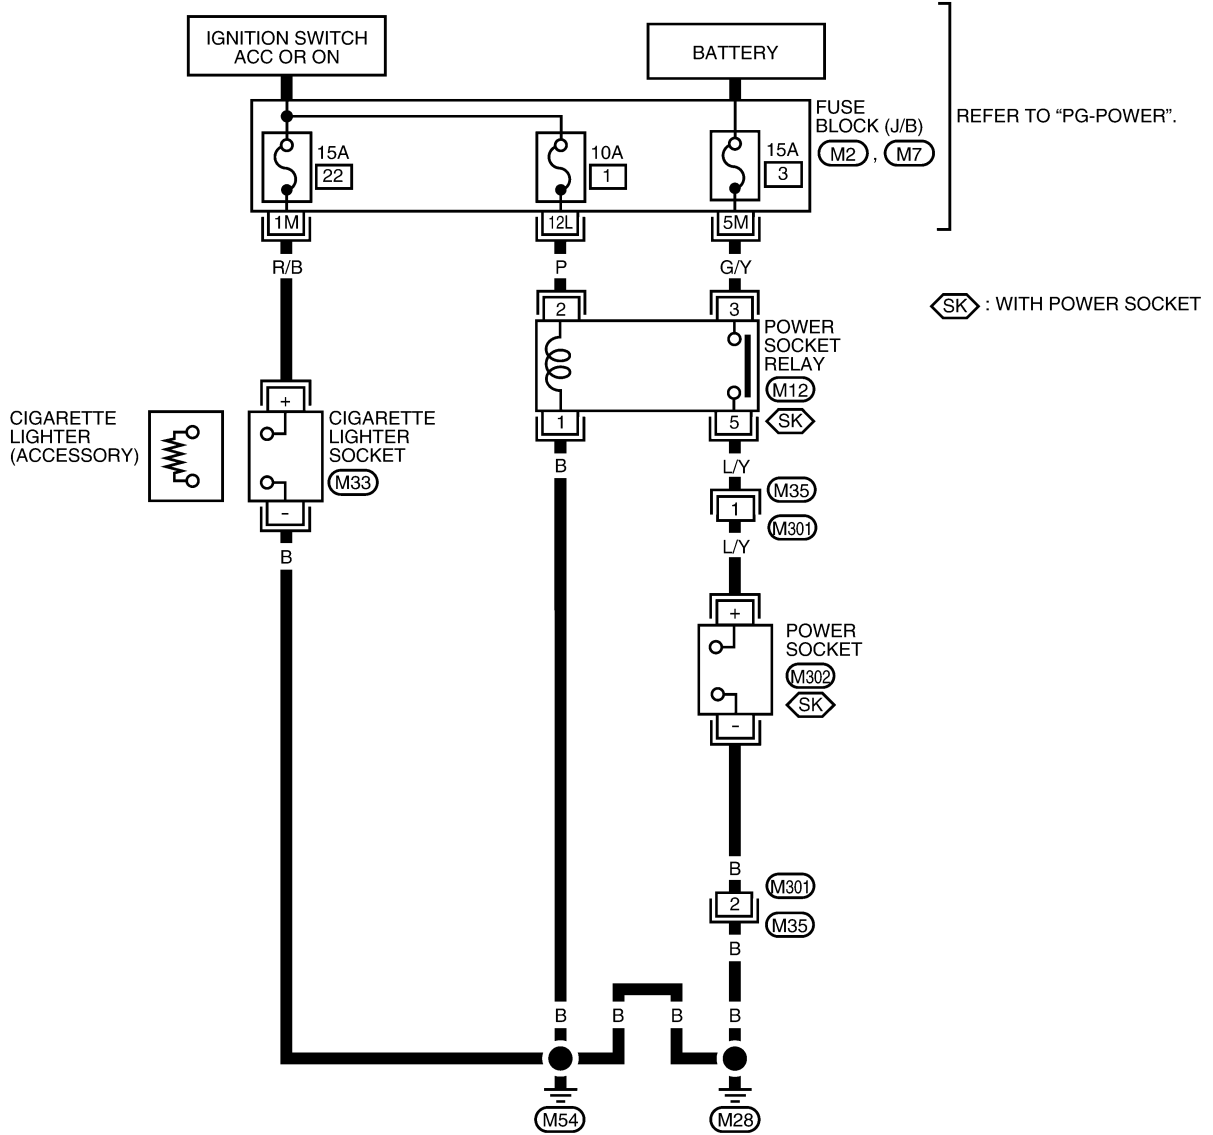 IGNITION SWITCH
ACC OR ON
BATTERY
FUSE
BLOCK (J/B)
M2 , M7
REFER TO “PG-POWER”.
15A
22
10A
1
15A
3
1M
12L
5M
R/B
P
G/Y
SK : WITH POWER SOCKET
2
3
POWER
SOCKET
RELAY
M12
SK
1
5
CIGARETTE
LIGHTER
(ACCESSORY)
+
CIGARETTE
LIGHTER
SOCKET
M33
-
B
B
L/Y
M35
1
M301
L/Y
+
POWER
SOCKET
M302
SK
-
B
M301
2
M35
B
B
B
B
B
M54
M28